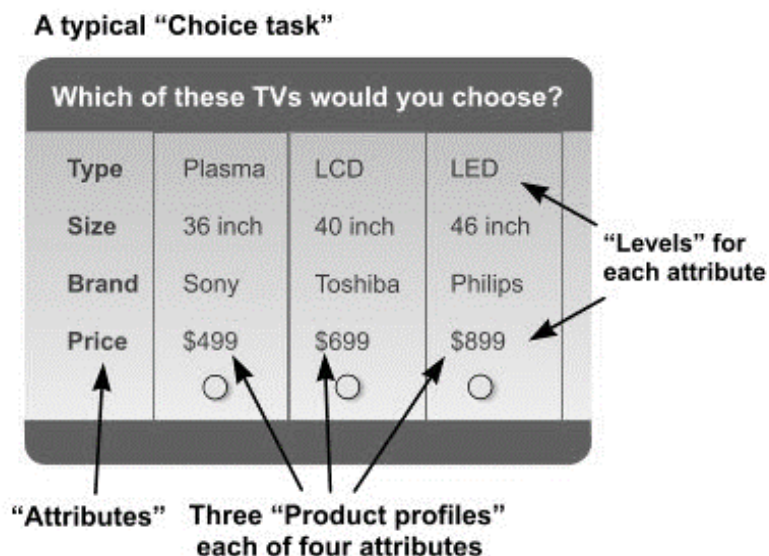 A typical “Choice task”
Which of these TVs would you choose?
Type Plasma LCD LED
Size 36 inch 40 inch 46 inch
Brand Sony Toshiba Philips
Price $499 $699 $899
“Levels” for
each attribute
“Attributes”
Three “Product profiles”
each of four attributes